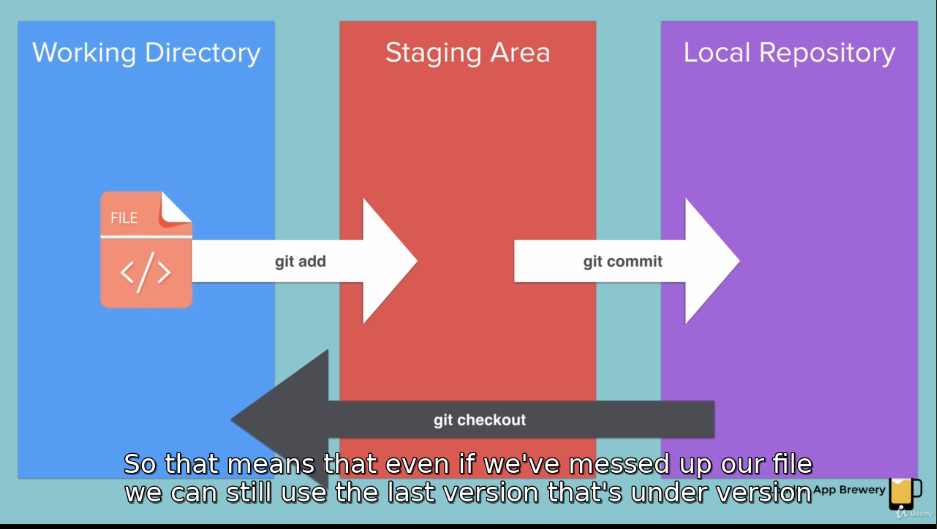 Working Directory
Staging Area
Local Repository
FILE
</>
git add
git commit
git checkout
So that means that even if we've messed up our file
we can still use the last version that's under version
App Brewery
Udemy